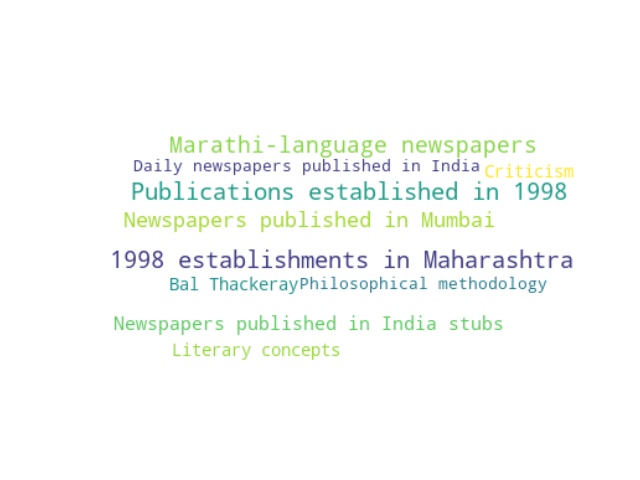 Marathi-language newspapers
Daily newspapers published in India
Criticism
Publications established in 1998
Newspapers published in Mumbai
1998 establishments in Maharashtra
Bal Thackeray
Philosophical methodology
Newspapers published in India stubs
Literary concepts